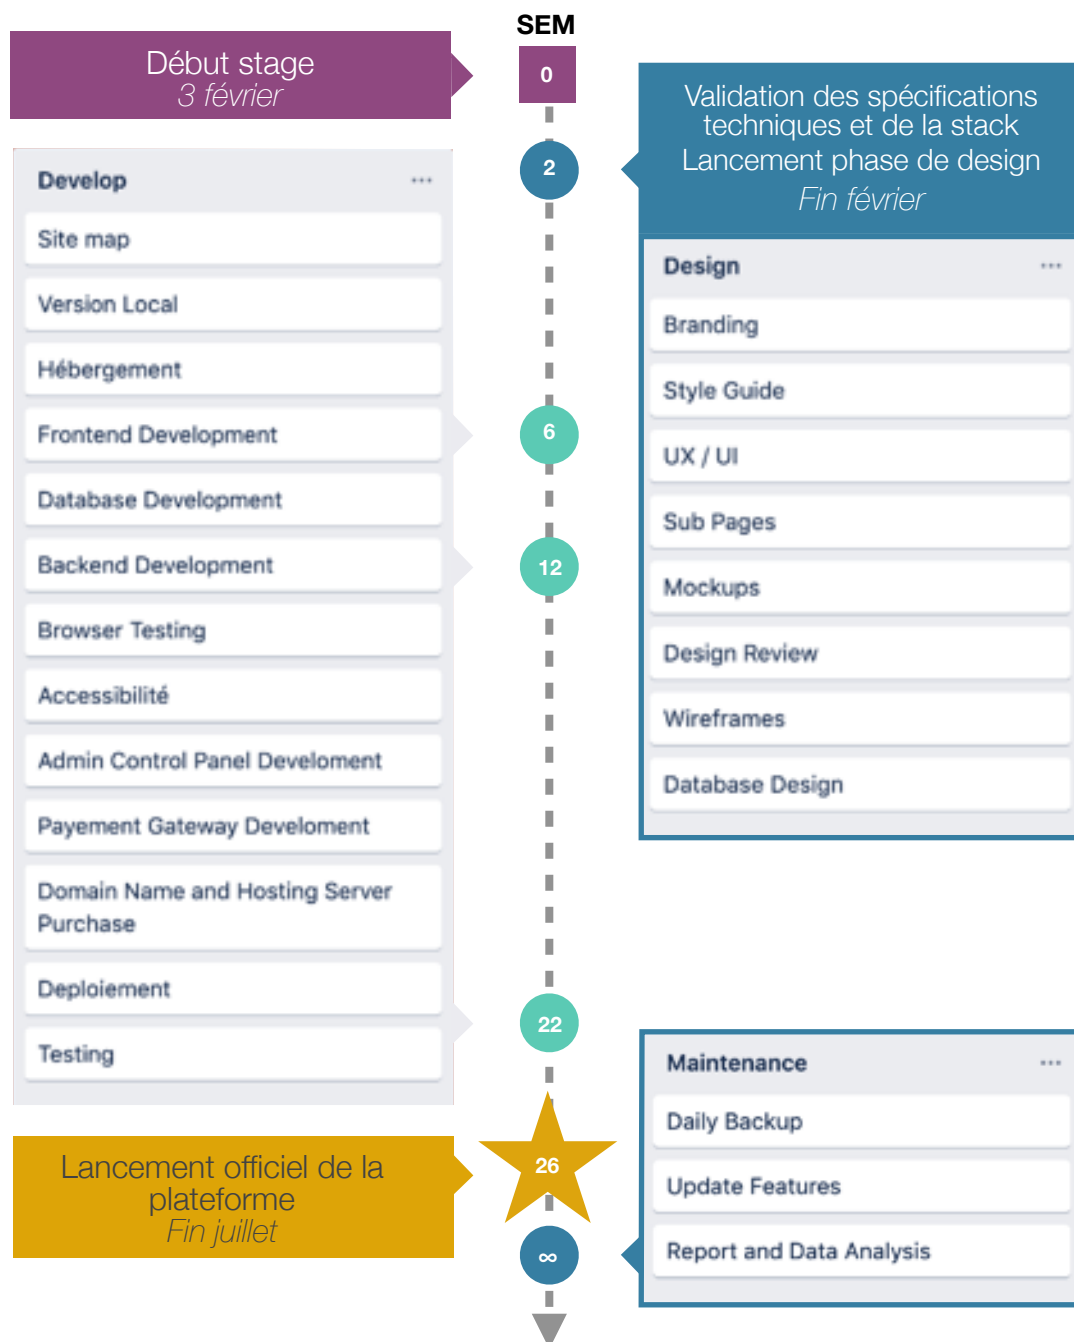 SEM
0
Début stage
3 février
2
Validation des spécifications
techniques et de la stack
Lancement phase de design
Fin février
Develop
Site map
Version Local
Hébergement
Frontend Development
Database Development
Backend Development
Browser Testing
Accessibilité
Admin Control Panel Develoment
Payement Gateway Develoment
Domain Name and Hosting Server
Purchase
Deploiement
Testing
Design
Branding
Style Guide
UX / UI
Sub Pages
Mockups
Design Review
Wireframes
Database Design
6
12
22
26
Lancement officiel de la
plateforme
Fin juillet
∞
Maintenance
Daily Backup
Update Features
Report and Data Analysis